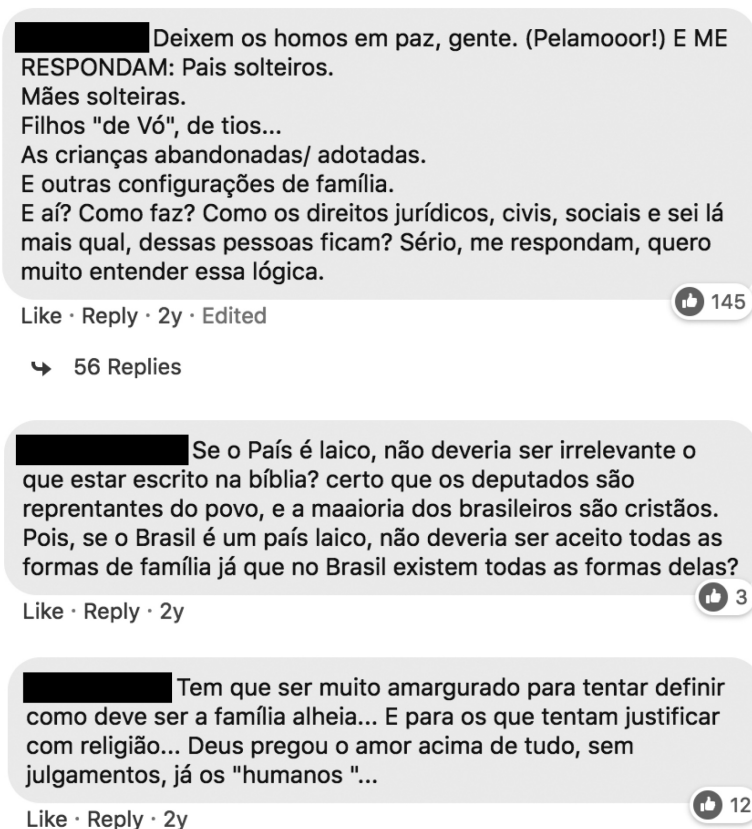 Deixem os homos em paz, gente. (Pelamooor!) E ME
RESPONDAM: Pais solteiros.
Mães solteiras.
Filhos "de Vó", de tios...
As crianças abandonadas/ adotadas.
E outras configurações de família.
E aí? Como faz? Como os direitos jurídicos, civis, sociais e sei lá
mais qual, dessas pessoas ficam? Sério, me respondam, quero
muito entender essa lógica.
145
Like · Reply · 2y · Edited
56 Replies
Se o País é laico, não deveria ser irrelevante o
que estar escrito na bíblia? certo que os deputados são
reprentantes do povo, e a maaioria dos brasileiros são cristãos.
Pois, se o Brasil é um país laico, não deveria ser aceito todas as
formas de família já que no Brasil existem todas as formas delas?
3
Like · Reply · 2y
Tem que ser muito amargurado para tentar definir
como deve ser a família alheia... E para os que tentam justificar
com religião... Deus pregou o amor acima de tudo, sem
julgamentos, já os "humanos "...
12
Like · Reply · 2y